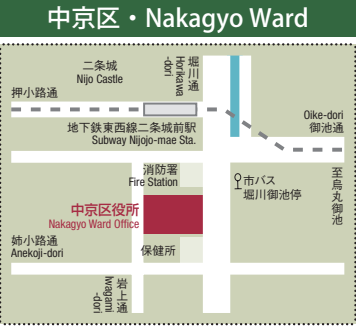 中京区・Nakagyo Ward
二条城
Nijo Castle
堀川通
Horikawa
-dori
押小路通
Oike-dori
御池通
地下鉄東西線二条城前駅
Subway Nijojo-mae Sta.
消防署
Fire Station
市バス
堀川御池停
至烏丸御池
中京区役所
Nakagyo Ward Office
姉小路通
Anekoji-dori
保健所
岩上通
Iwagami
-dori